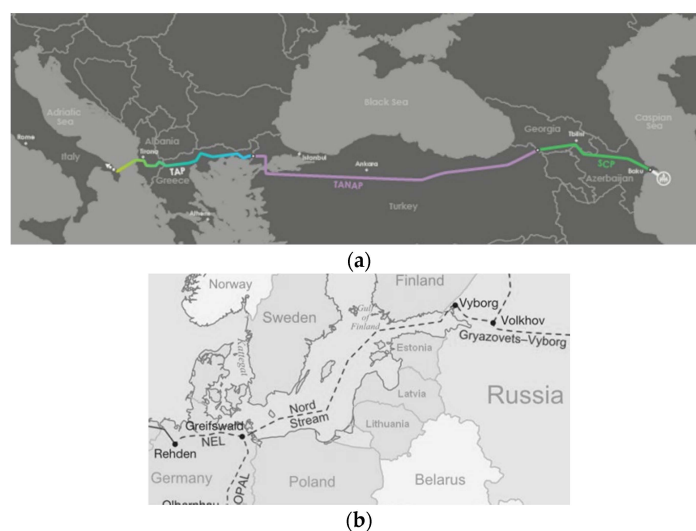 Black Sea
Caspian
Sea
Adriatic
Sea
Rome
Italy
Albania
Tirana
TAP
Greece
Athens
Istanbul
Ankara
TANAP
Turkey
Georgia
Tbilisi
SCP
Azerbaijan
Baku
(a)
Norway
Sweden
Finland
Gulf
of
Finland
Vyborg
Volkhov
Gryazovets–Vyborg
Kattegat
Estonia
Latvia
Lithuania
Russia
Nord
Stream
Greifswald
NEL
Rehden
OPAL
Germany
Poland
Belarus
Olbernhau
(b)